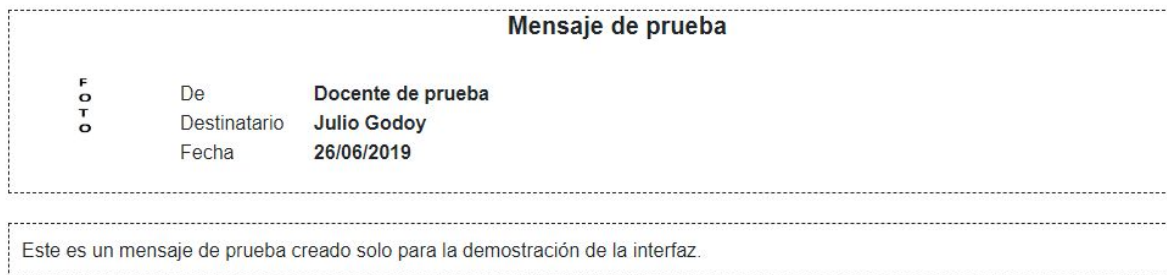 Mensaje de prueba
FOTO
De Docente de prueba
Destinatario Julio Godoy
Fecha 26/06/2019
Este es un mensaje de prueba creado solo para la demostración de la interfaz.